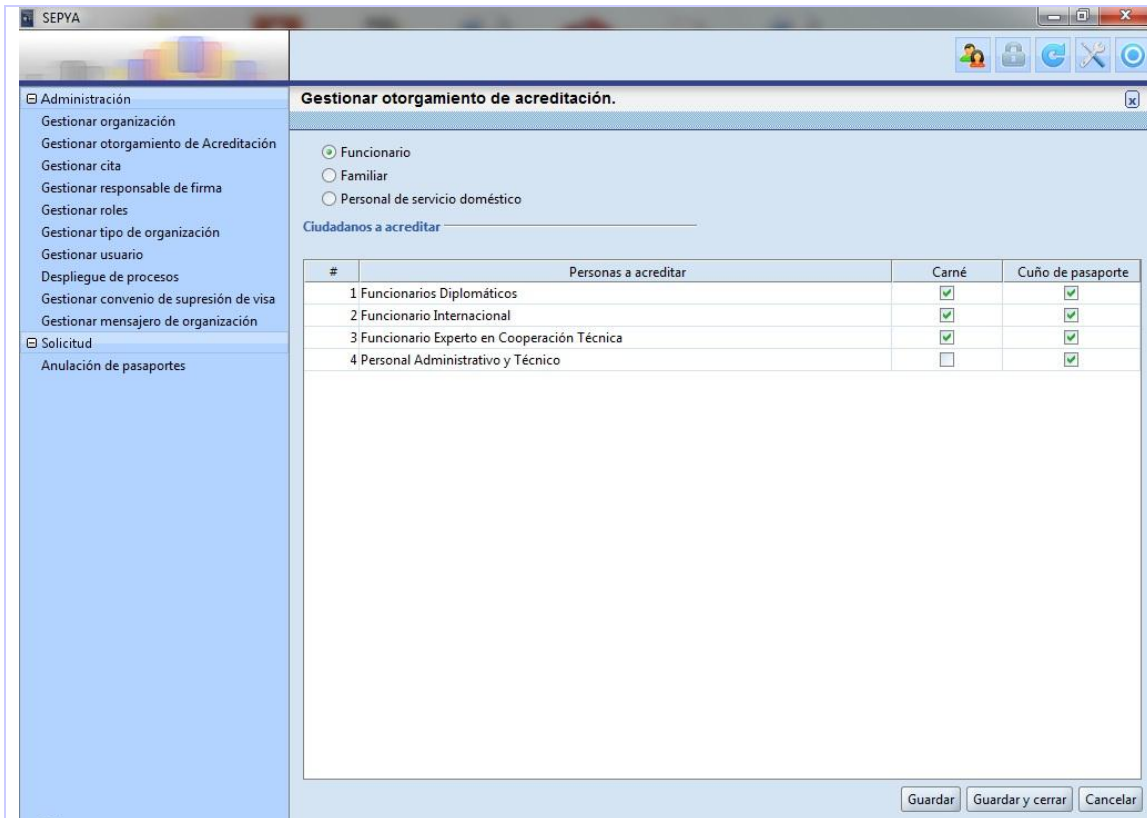 SEPYA
Administración
Gestionar organización
Gestionar otorgamiento de Acreditación
Gestionar cita
Gestionar responsable de firma
Gestionar roles
Gestionar tipo de organización
Gestionar usuario
Despliegue de procesos
Gestionar convenio de supresión de visa
Gestionar mensajero de organización
Solicitud
Anulación de pasaportes
Gestionar otorgamiento de acreditación.
Funcionario
Familiar
Personal de servicio doméstico
Ciudadanos a acreditar
# Personas a acreditar Carné Cuño de pasaporte
1 Funcionarios Diplomáticos
2 Funcionario Internacional
3 Funcionario Experto en Cooperación Técnica
4 Personal Administrativo y Técnico
Guardar Guardar y cerrar Cancelar